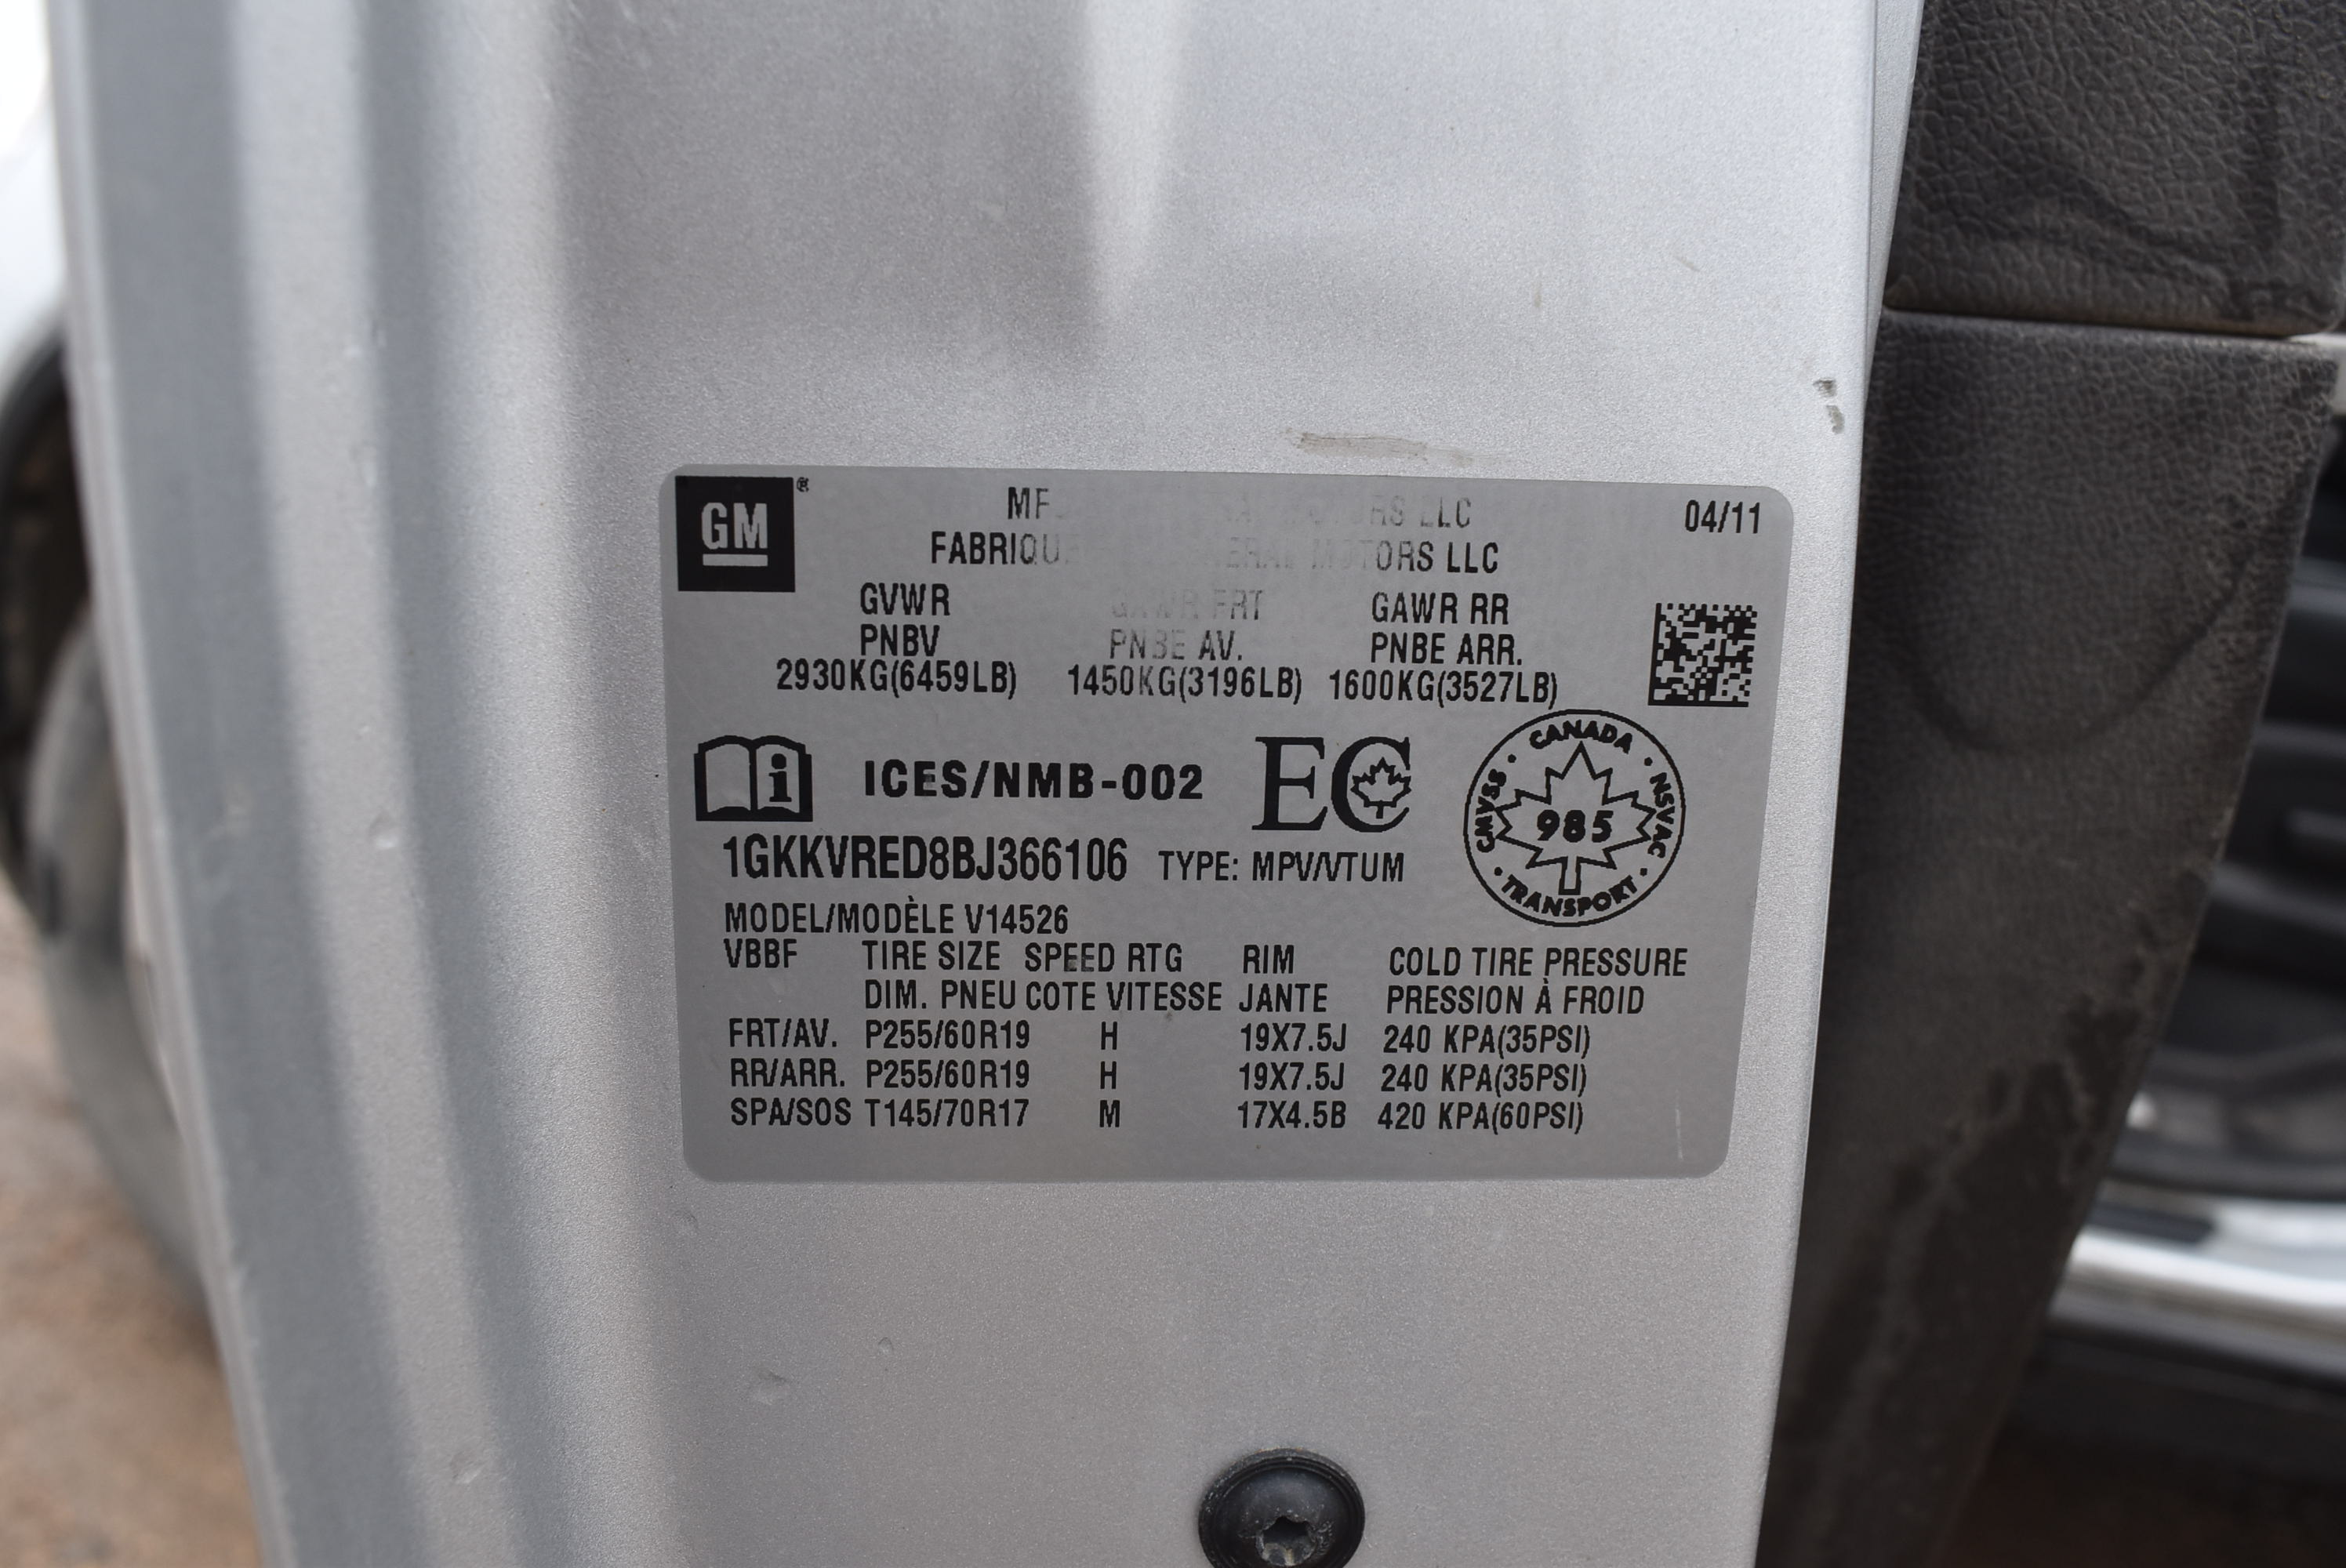 GM®
RS LLC
04/11
MOTORS LLC
GVWR GAWR FRT GAWR RR
PNBV PNBE AV. PNBE ARR.
2930KG(6459LB) 1450KG(3196LB) 1600KG(3527LB)
ICES/NMB-002 EC
CANADA
CMVSS · 985 · NSVAC
TRANSPORT
1GKKVRED8BJ366106 TYPE: MPV/VTUM
MODEL/MODÈLE V14526
VBBF TIRE SIZE SPEED RTG RIM COLD TIRE PRESSURE
DIM. PNEU COTE VITESSE JANTE PRESSION À FROID
FRT/AV. P255/60R19 H 19X7.5J 240 KPA(35PSI)
RR/ARR. P255/60R19 H 19X7.5J 240 KPA(35PSI)
SPA/SOS T145/70R17 M 17X4.5B 420 KPA(60PSI)